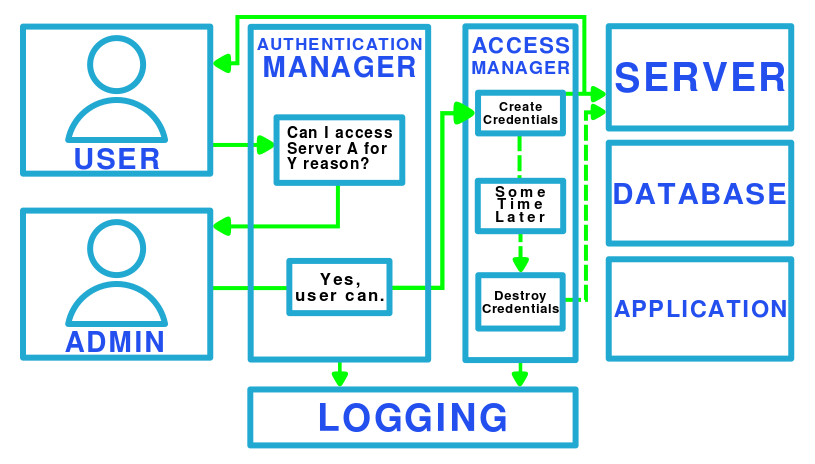 USER
ADMIN
AUTHENTICATION
MANAGER
Can I access
Server A for
Y reason?
Yes,
user can.
ACCESS
MANAGER
Create
Credentials
Some
Time
Later
Destroy
Credentials
SERVER
DATABASE
APPLICATION
LOGGING